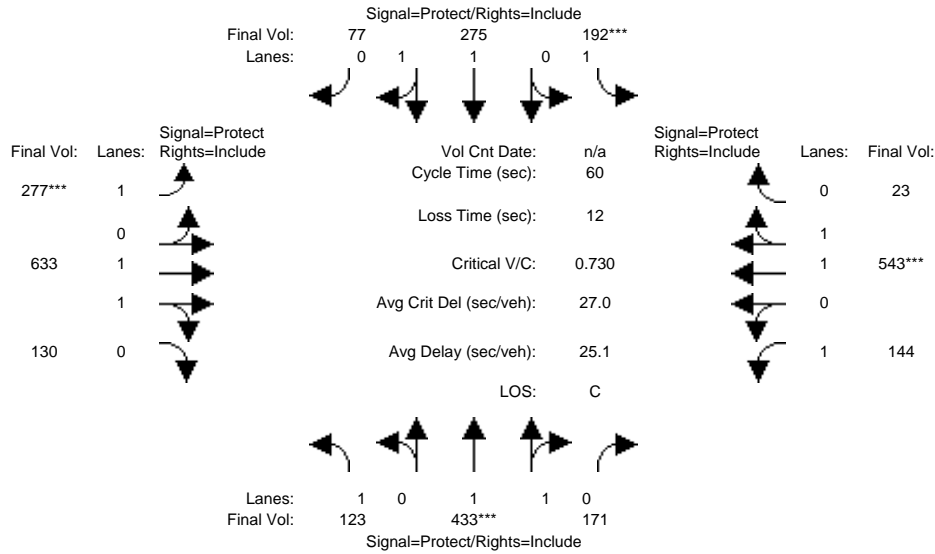 Signal=Protect/Rights=Include
Final Vol: 77 275 192***
Lanes: 0 1 1 0 1
Signal=Protect
Final Vol: Lanes: Rights=Include
Vol Cnt Date: n/a
Signal=Protect
Rights=Include Lanes: Final Vol:
Cycle Time (sec): 60
277*** 1
0 23
Loss Time (sec): 12
0
1
633 1
Critical V/C: 0.730
1 543***
1
Avg Crit Del (sec/veh): 27.0
0
130 0
Avg Delay (sec/veh): 25.1
1 144
LOS: C
Lanes: 1 0 1 1 0
Final Vol: 123 433*** 171
Signal=Protect/Rights=Include